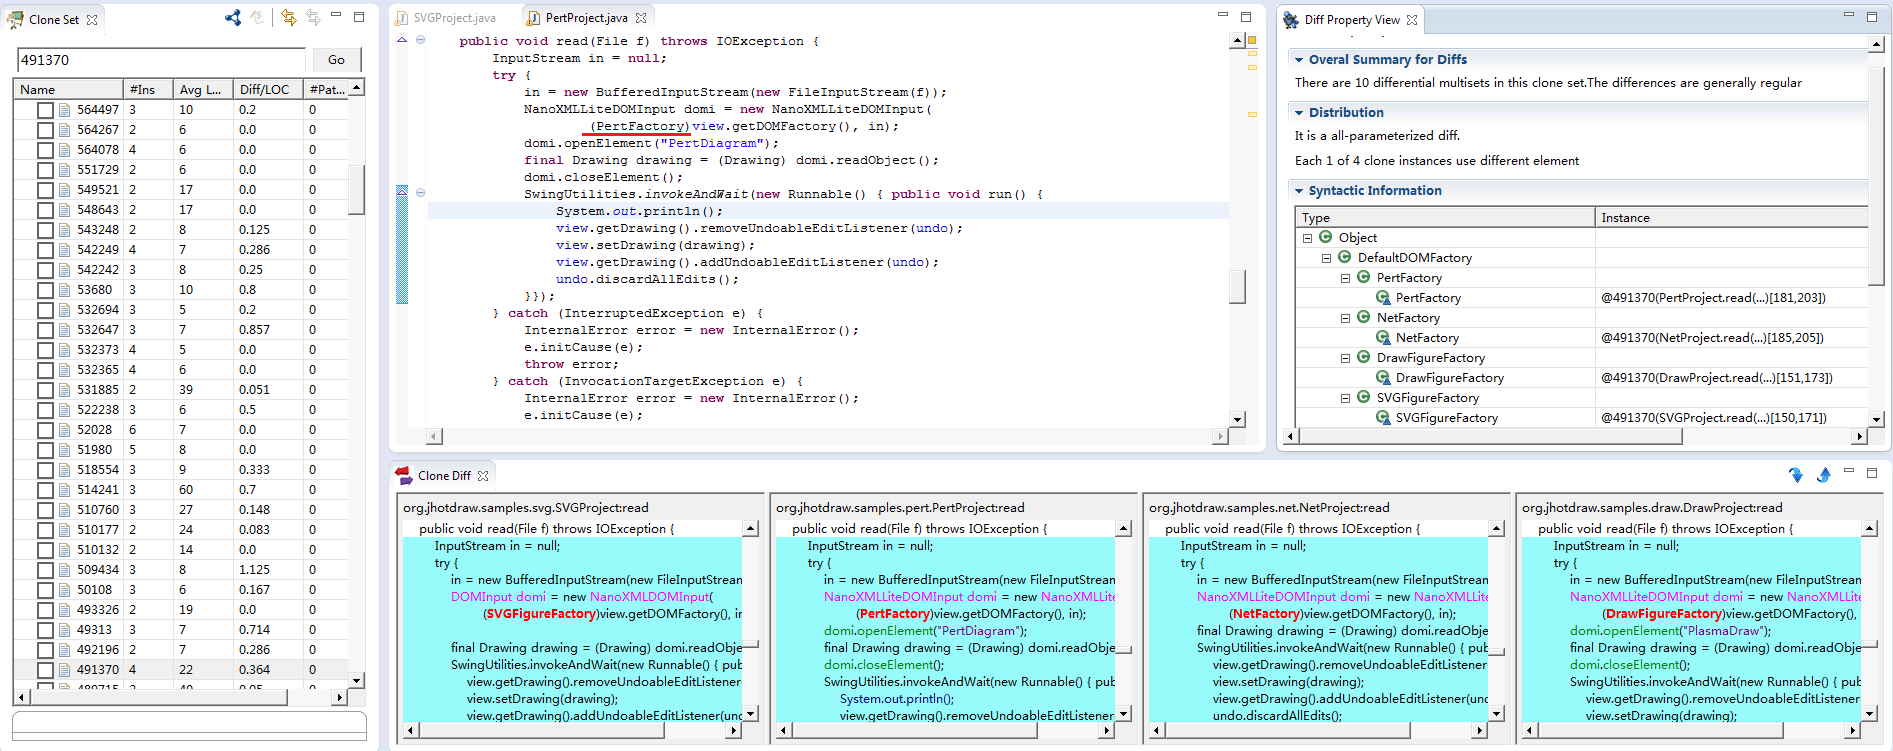 Clone Set
491370
Go
Name #Ins Avg L... Diff/LOC #Pat...
564497 3 10 0.2 0
564267 2 6 0.0 0
564078 4 6 0.0 0
551729 2 6 0.0 0
549521 2 17 0.0 0
548643 2 17 0.0 0
543248 2 8 0.125 0
542249 4 7 0.286 0
542242 3 8 0.25 0
53680 3 10 0.8 0
532694 3 5 0.2 0
532647 3 7 0.857 0
532373 4 5 0.0 0
532365 4 6 0.0 0
531885 2 39 0.051 0
522238 3 6 0.5 0
52028 6 7 0.0 0
51980 5 8 0.0 0
518554 3 9 0.333 0
514241 3 60 0.7 0
510760 3 27 0.148 0
510177 2 24 0.083 0
510132 2 14 0.0 0
509434 3 8 1.125 0
50108 3 6 0.167 0
493326 2 19 0.0 0
49313 3 7 0.714 0
492196 2 7 0.286 0
491370 4 22 0.364 0
SVGProject.java
PertProject.java
public void read(File f) throws IOException {
InputStream in = null;
try {
in = new BufferedInputStream(new FileInputStream(f));
NanoXMLLiteDOMInput domi = new NanoXMLLiteDOMInput(
(PertFactory)view.getDOMFactory(), in);
domi.openElement("PertDiagram");
final Drawing drawing = (Drawing) domi.readObject();
domi.closeElement();
SwingUtilities.invokeAndWait(new Runnable() { public void run() {
System.out.println();
view.getDrawing().removeUndoableEditListener(undo);
view.setDrawing(drawing);
view.getDrawing().addUndoableEditListener(undo);
undo.discardAllEdits();
}});
} catch (InterruptedException e) {
InternalError error = new InternalError();
e.initCause(e);
throw error;
} catch (InvocationTargetException e) {
InternalError error = new InternalError();
e.initCause(e);
Diff Property View
Overal Summary for Diffs
There are 10 differential multisets in this clone set.The differences are generally regular
Distribution
It is a all-parameterized diff.
Each 1 of 4 clone instances use different element
Syntactic Information
Type Instance
Object
DefaultDOMFactory
PertFactory
PertFactory @491370(PertProject.read(...)[181,203])
NetFactory
NetFactory @491370(NetProject.read(...)[185,205])
DrawFigureFactory
DrawFigureFactory @491370(DrawProject.read(...)[151,173])
SVGFigureFactory
SVGFigureFactory @491370(SVGProject.read(...)[150,171])
Clone Diff
org.jhotdraw.samples.svg.SVGProject:read
public void read(File f) throws IOException {
InputStream in = null;
try {
in = new BufferedInputStream(new FileInputStream
DOMInput domi = new NanoXMLDOMInput(
(SVGFigureFactory)view.getDOMFactory(), in
final Drawing drawing = (Drawing) domi.readObje
SwingUtilities.invokeAndWait(new Runnable() { pub
view.getDrawing().removeUndoableEditListener
view.setDrawing(drawing);
view.getDrawing().addUndoableEditListener(und
org.jhotdraw.samples.pert.PertProject:read
public void read(File f) throws IOException {
InputStream in = null;
try {
in = new BufferedInputStream(new FileInputStream
NanoXMLLiteDOMInput domi = new NanoXMLLite
(PertFactory)view.getDOMFactory(), in);
domi.openElement("PertDiagram");
final Drawing drawing = (Drawing) domi.readObje
domi.closeElement();
SwingUtilities.invokeAndWait(new Runnable() { pub
System.out.println();
view.getDrawing().removeUndoableEditListener
org.jhotdraw.samples.net.NetProject:read
public void read(File f) throws IOException {
InputStream in = null;
try {
in = new BufferedInputStream(new FileInputStream
NanoXMLLiteDOMInput domi = new NanoXMLLite
(NetFactory)view.getDOMFactory(), in);
final Drawing drawing = (Drawing) domi.readObje
SwingUtilities.invokeAndWait(new Runnable() { pub
view.getDrawing().removeUndoableEditListener
view.setDrawing(drawing);
view.getDrawing().addUndoableEditListener(und
undo.discardAllEdits();
org.jhotdraw.samples.draw.DrawProject:read
public void read(File f) throws IOException {
InputStream in = null;
try {
in = new BufferedInputStream(new FileInputStream
NanoXMLLiteDOMInput domi = new NanoXMLLite
(DrawFigureFactory)view.getDOMFactory(),
domi.openElement("PlasmaDraw");
final Drawing drawing = (Drawing) domi.readObje
domi.closeElement();
SwingUtilities.invokeAndWait(new Runnable() { pub
view.getDrawing().removeUndoableEditListener
view.setDrawing(drawing);